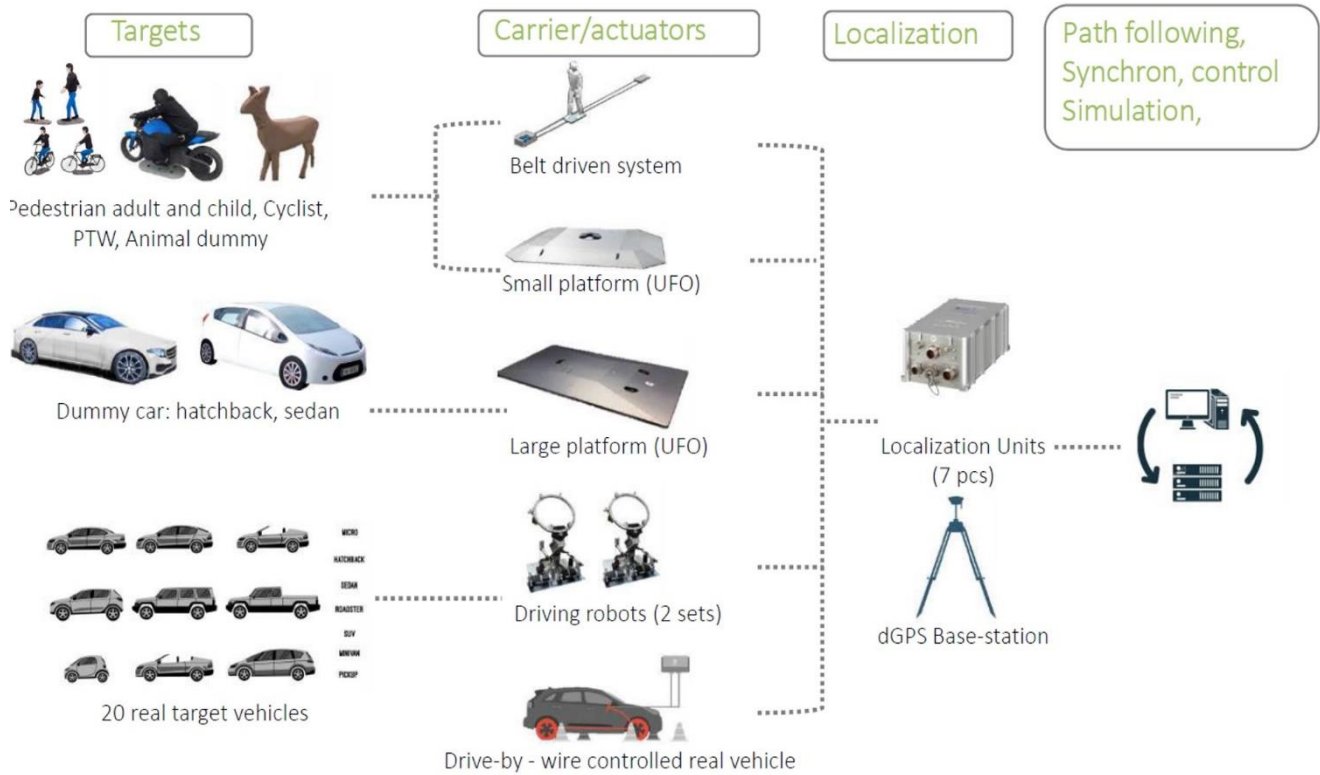 Targets
Carrier/actuators
Localization
Path following,
Synchron, control
Simulation,
Pedestrian adult and child, Cyclist,
PTW, Animal dummy
Belt driven system
Small platform (UFO)
Dummy car: hatchback, sedan
Large platform (UFO)
Localization Units
(7 pcs)
MICRO
HATCHBACK
SEDAN
ROADSTER
SUV
MINIVAN
PICKUP
20 real target vehicles
Driving robots (2 sets)
dGPS Base-station
Drive-by - wire controlled real vehicle